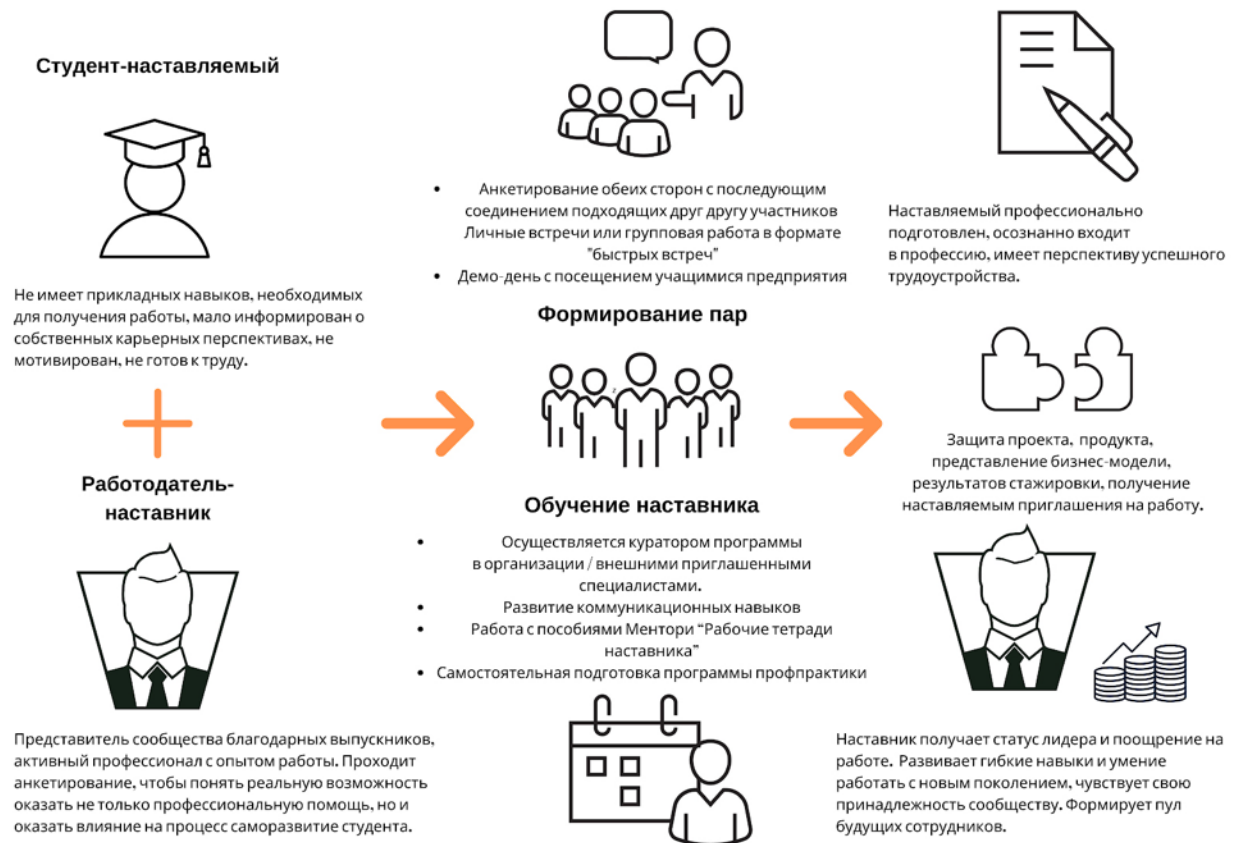 Студент-наставляемый
Не имеет прикладных навыков, необходимых
для получения работы, мало информирован о
собственных карьерных перспективах, не
мотивирован, не готов к труду.
Работодатель-
наставник
Представитель сообщества благодарных выпускников,
активный профессионал с опытом работы. Проходит
анкетирование, чтобы понять реальную возможность
оказать не только профессиональную помощь, но и
оказать влияние на процесс саморазвитие студента.
• Анкетирование обеих сторон с последующим
соединением подходящих друг другу участников
Личные встречи или групповая работа в формате
"быстрых встреч"
• Демо-день с посещением учащимися предприятия
Формирование пар
Обучение наставника
• Осуществляется куратором программы
в организации / внешними приглашенными
специалистами.
• Развитие коммуникационных навыков
• Работа с пособиями Ментори “Рабочие тетради
наставника”
• Самостоятельная подготовка программы профпрактики
Наставляемый профессионально
подготовлен, осознанно входит
в профессию, имеет перспективу успешного
трудоустройства.
Защита проекта, продукта,
представление бизнес-модели,
результатов стажировки, получение
наставляемым приглашения на работу.
Наставник получает статус лидера и поощрение на
работе. Развивает гибкие навыки и умение
работать с новым поколением, чувствует свою
принадлежность сообществу. Формирует пул
будущих сотрудников.